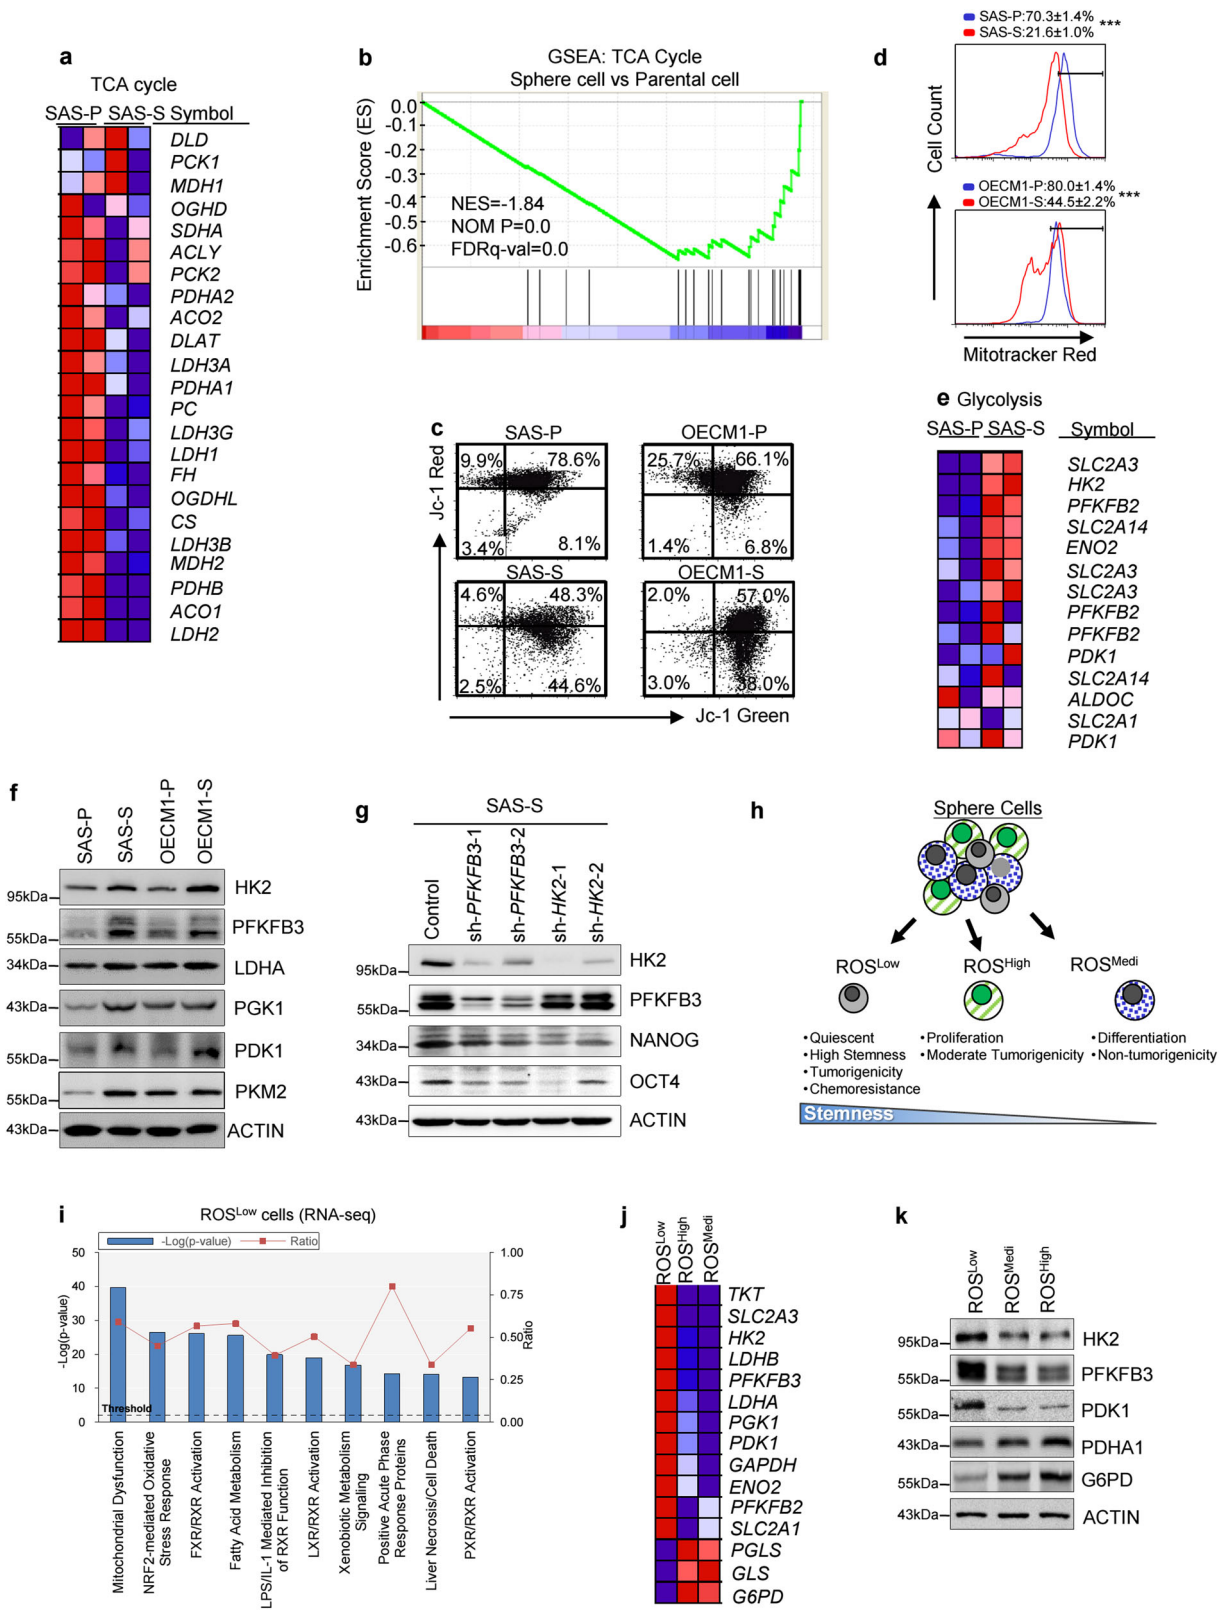 a
TCA cycle
SAS-P SAS-S Symbol
DLD
PCK1
MDH1
OGHD
SDHA
ACLY
PCK2
PDHA2
ACO2
DLAT
LDH3A
PDHA1
PC
LDH3G
LDH1
FH
OGDHL
CS
LDH3B
MDH2
PDHB
ACO1
LDH2
b
GSEA: TCA Cycle
Sphere cell vs Parental cell
Enrichment Score (ES)
0.0
-0.1
-0.2
-0.3
-0.4
-0.5
-0.6
NES=-1.84
NOM P=0.0
FDRq-val=0.0
c
SAS-P
OECM1-P
9.9% 78.6%
3.4% 8.1%
25.7% 66.1%
1.4% 6.8%
SAS-S
OECM1-S
4.6% 48.3%
2.5% 44.6%
2.0% 57.0%
3.0% 38.0%
Jc-1 Red
Jc-1 Green
d
SAS-P:70.3±1.4%
SAS-S:21.6±1.0%
***
OECM1-P:80.0±1.4%
OECM1-S:44.5±2.2%
***
Cell Count
Mitotracker Red
e Glycolysis
SAS-P SAS-S Symbol
SLC2A3
HK2
PFKFB2
SLC2A14
ENO2
SLC2A3
SLC2A3
PFKFB2
PFKFB2
PDK1
SLC2A14
ALDOC
SLC2A1
PDK1
f
SAS-P
SAS-S
OECM1-P
OECM1-S
95kDa HK2
55kDa PFKFB3
34kDa LDHA
43kDa PGK1
55kDa PDK1
55kDa PKM2
43kDa ACTIN
g
SAS-S
Control
sh-PFKFB3-1
sh-PFKFB3-2
sh-HK2-1
sh-HK2-2
95kDa HK2
55kDa PFKFB3
34kDa NANOG
43kDa OCT4
43kDa ACTIN
h
Sphere Cells
ROSLow
ROSHigh
ROSMedi
•Quiescent
•High Stemness
•Tumorigenicity
•Chemoresistance
•Proliferation
•Moderate Tumorigenicity
•Differentiation
•Non-tumorigenicity
Stemness
i
ROSLow cells (RNA-seq)
-Log(p-value) Ratio
-Log(p-value)
50
40
30
20
10
0
Threshold
Ratio
1.00
0.75
0.50
0.25
0.00
Mitochondrial Dysfunction
NRF2-mediated Oxidative
Stress Response
FXR/RXR Activation
Fatty Acid Metabolism
LPS/IL-1 Mediated Inhibition
of RXR Function
LXR/RXR Activation
Xenobiotic Metabolism
Signaling
Positive Acute Phase
Response Proteins
Liver Necrosis/Cell Death
PXR/RXR Activation
j
ROSLow
ROSHigh
ROSMedi
TKT
SLC2A3
HK2
LDHB
PFKFB3
LDHA
PGK1
PDK1
GAPDH
ENO2
PFKFB2
SLC2A1
PGLS
GLS
G6PD
k
ROSLow
ROSMedi
ROSHigh
95kDa HK2
55kDa PFKFB3
55kDa PDK1
43kDa PDHA1
55kDa G6PD
43kDa ACTIN